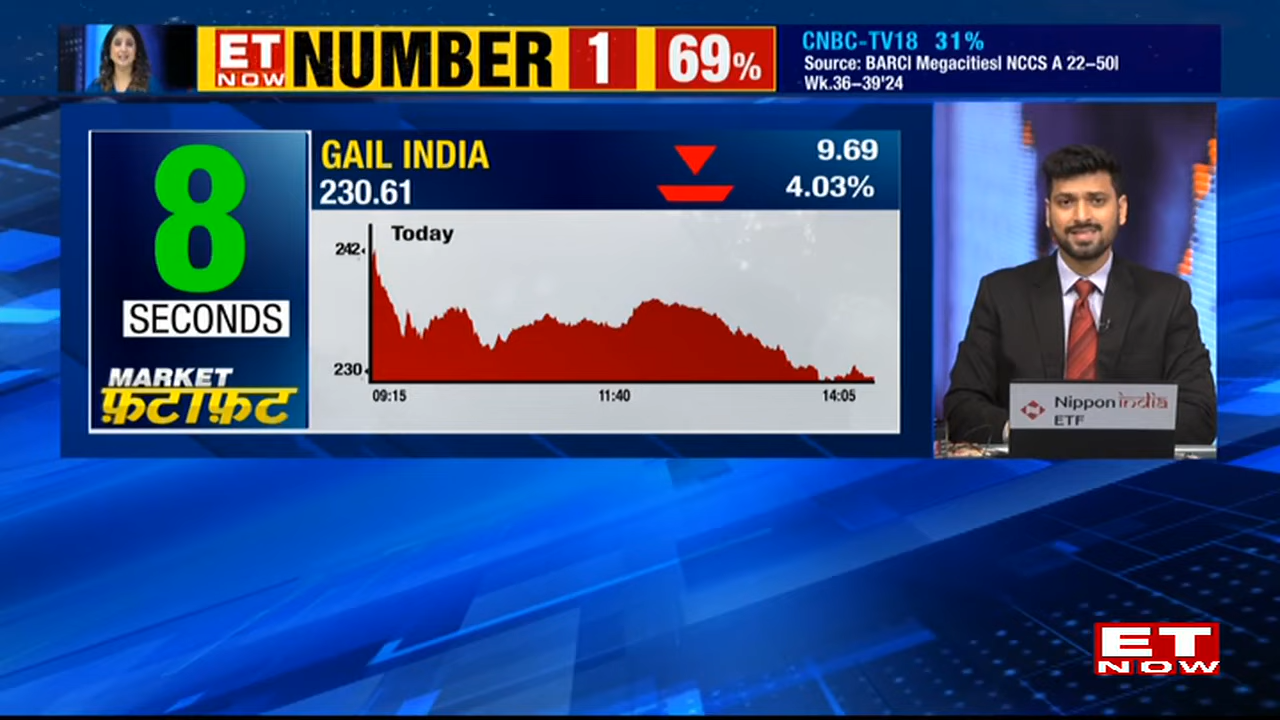 ET NOW NUMBER 1 69%
CNBC-TV18 31%
Source: BARCI Megacities| NCCS A 22-50|
Wk.36-39'24
8
SECONDS
MARKET
फ़टाफ़ट
GAIL INDIA
230.61
9.69
4.03%
Today
242
230
09:15
11:40
14:05
Nippon india
ETF
ET
NOW